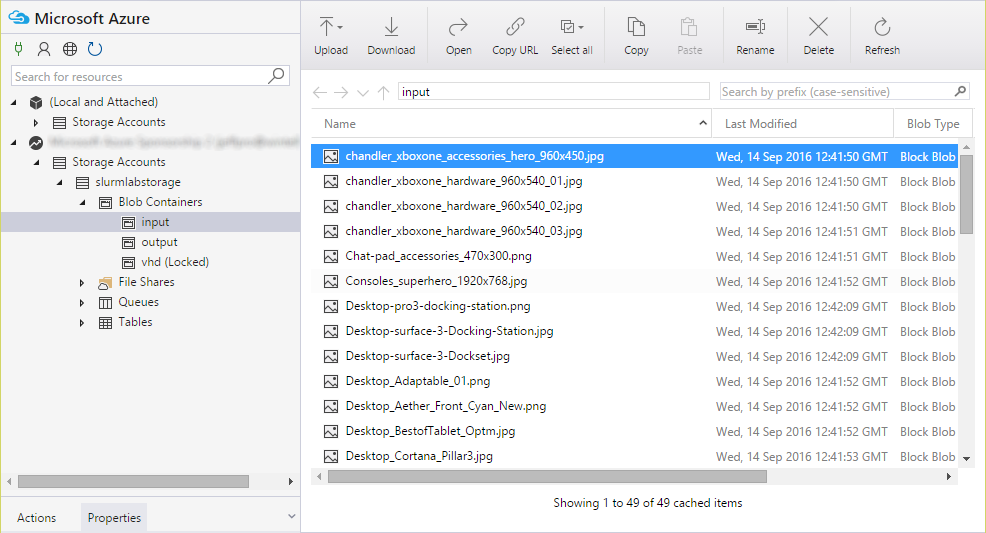 Microsoft Azure
Search for resources
(Local and Attached)
Storage Accounts
Storage Accounts
slurmlabstorage
Blob Containers
input
output
vhd (Locked)
File Shares
Queues
Tables
Actions Properties
Upload Download Open Copy URL Select all Copy Paste Rename Delete Refresh
input Search by prefix (case-sensitive)
Name Last Modified Blob Type
chandler_xboxone_accessories_hero_960x450.jpg Wed, 14 Sep 2016 12:41:50 GMT Block Blob
chandler_xboxone_hardware_960x540_01.jpg Wed, 14 Sep 2016 12:41:50 GMT Block Blob
chandler_xboxone_hardware_960x540_02.jpg Wed, 14 Sep 2016 12:41:50 GMT Block Blob
chandler_xboxone_hardware_960x540_03.jpg Wed, 14 Sep 2016 12:41:51 GMT Block Blob
Chat-pad_accessories_470x300.png Wed, 14 Sep 2016 12:41:51 GMT Block Blob
Consoles_superhero_1920x768.jpg Wed, 14 Sep 2016 12:41:52 GMT Block Blob
Desktop-pro3-docking-station.png Wed, 14 Sep 2016 12:42:09 GMT Block Blob
Desktop-surface-3-Docking-Station.jpg Wed, 14 Sep 2016 12:42:09 GMT Block Blob
Desktop-surface-3-Dockset.jpg Wed, 14 Sep 2016 12:42:09 GMT Block Blob
Desktop_Adaptable_01.png Wed, 14 Sep 2016 12:41:52 GMT Block Blob
Desktop_Aether_Front_Cyan_New.png Wed, 14 Sep 2016 12:41:52 GMT Block Blob
Desktop_BestofTablet_Optm.jpg Wed, 14 Sep 2016 12:41:52 GMT Block Blob
Desktop_Cortana_Pillar3.jpg Wed, 14 Sep 2016 12:41:53 GMT Block Blob
Showing 1 to 49 of 49 cached items